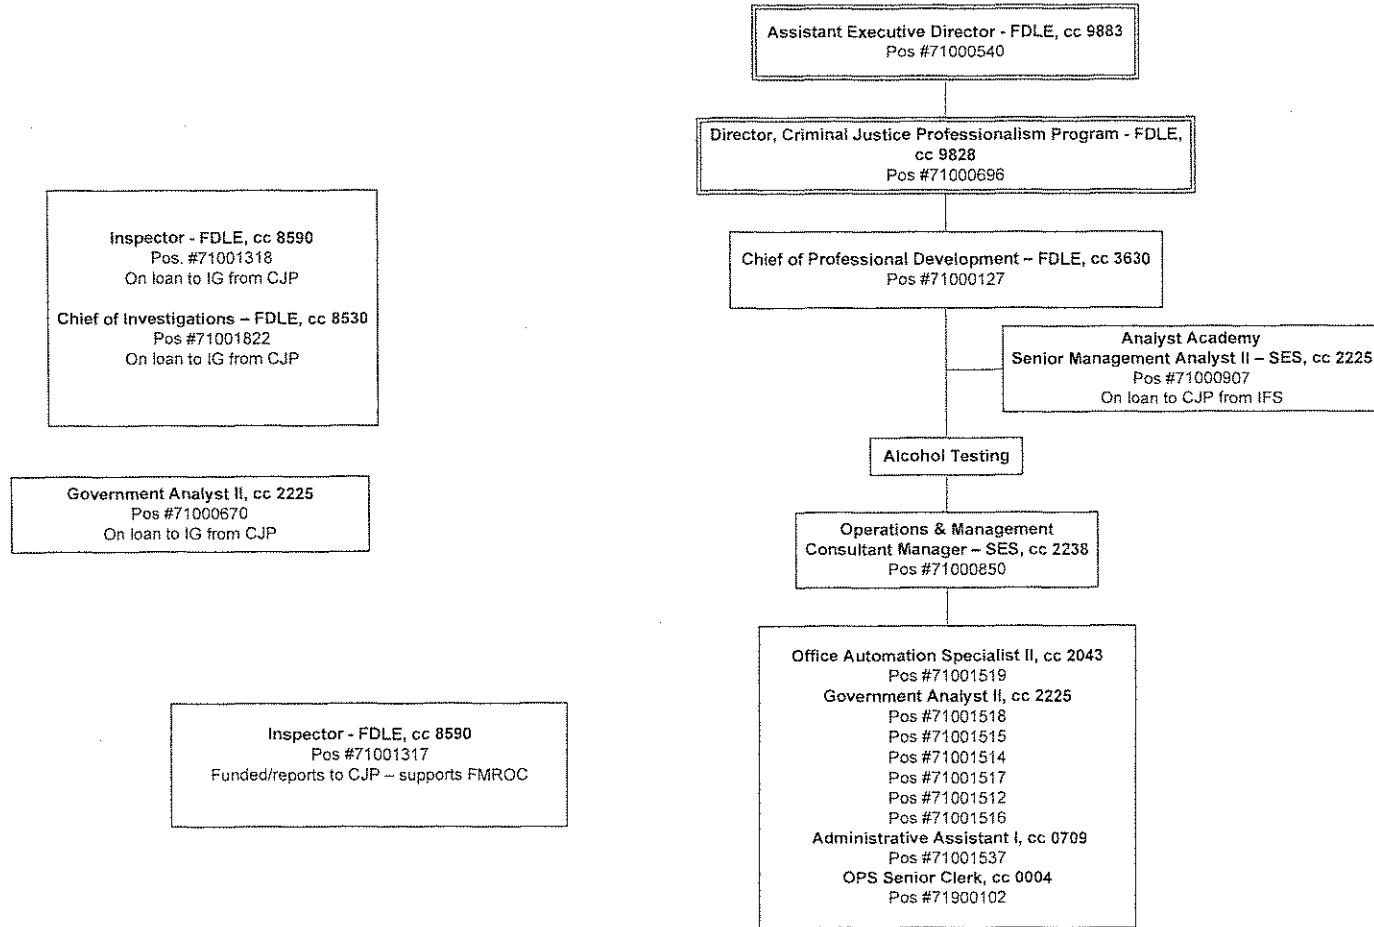 Assistant Executive Director - FDLE, cc 9883
Pos #71000540
Director, Criminal Justice Professionalism Program - FDLE,
cc 9828
Pos #71000696
Chief of Professional Development – FDLE, cc 3630
Pos #71000127
Analyst Academy
Senior Management Analyst II – SES, cc 2225
Pos #71000907
On loan to CJP from IFS
Alcohol Testing
Operations & Management
Consultant Manager – SES, cc 2238
Pos #71000850
Office Automation Specialist II, cc 2043
Pos #71001519
Government Analyst II, cc 2225
Pos #71001518
Pos #71001515
Pos #71001514
Pos #71001517
Pos #71001512
Pos #71001516
Administrative Assistant I, cc 0709
Pos #71001537
OPS Senior Clerk, cc 0004
Pos #71900102
Inspector - FDLE, cc 8590
Pos. #71001318
On loan to IG from CJP
Chief of Investigations – FDLE, cc 8530
Pos #71001822
On loan to IG from CJP
Government Analyst II, cc 2225
Pos #71000670
On loan to IG from CJP
Inspector - FDLE, cc 8590
Pos #71001317
Funded/reports to CJP – supports FMROC